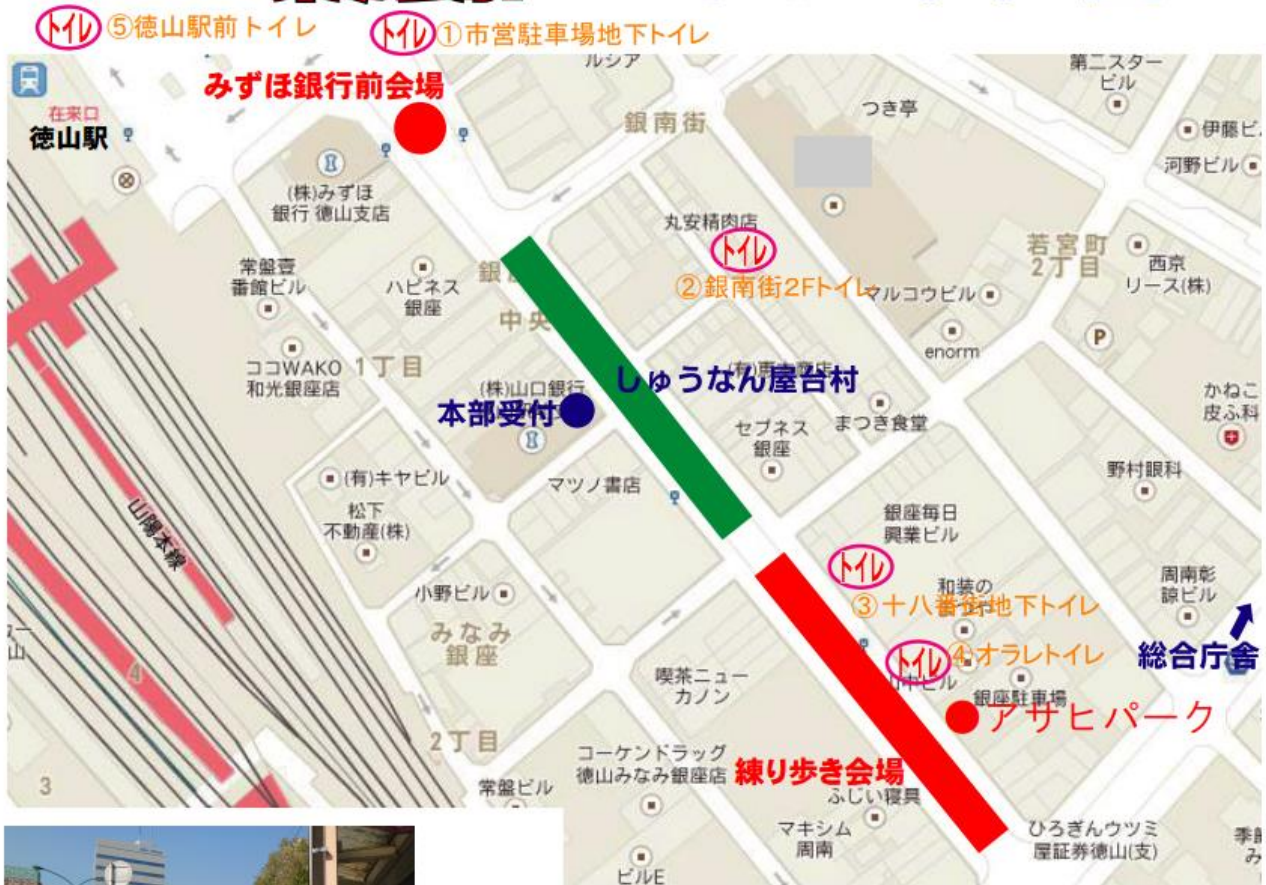 トイレ ⑤徳山駅前トイレ
トイレ ①市営駐車場地下トイレ
みずほ銀行前会場
ルシア
第二スター
ビル
在来口
徳山駅
銀南街
つき亭
伊藤ビ
河野ビル
(株)みずほ
銀行 徳山支店
丸安精肉店
トイレ
②銀南街2Fトイレ
若宮町
2丁目
西京
リース(株)
常盤壹
番館ビル
ハピネス
銀座
中央
マルコウビル
enorm
P
ココWAKO
和光銀座店
1丁目
(株)山口銀行
本部受付
しゅうなん屋台村
かねこ
皮ふ科
セブネス
銀座
まつき食堂
(有)キヤビル
マツノ書店
野村眼科
松下
不動産(株)
山陽本線
銀座毎日
興業ビル
トイレ
③十八番街地下トイレ
和装の
周南彰
諒ビル
小野ビル
みなみ
銀座
トイレ ④オラレトイレ
総合庁舎
4
喫茶ニュー
カノン
銀座駐車場
アサヒパーク
2丁目
コーケンドラッグ
徳山みなみ銀座店
練り歩き会場
3
常盤ビル
ふじい寝具
マキシム
周南
ひろぎんウツミ
屋証券徳山(支)
ビルE